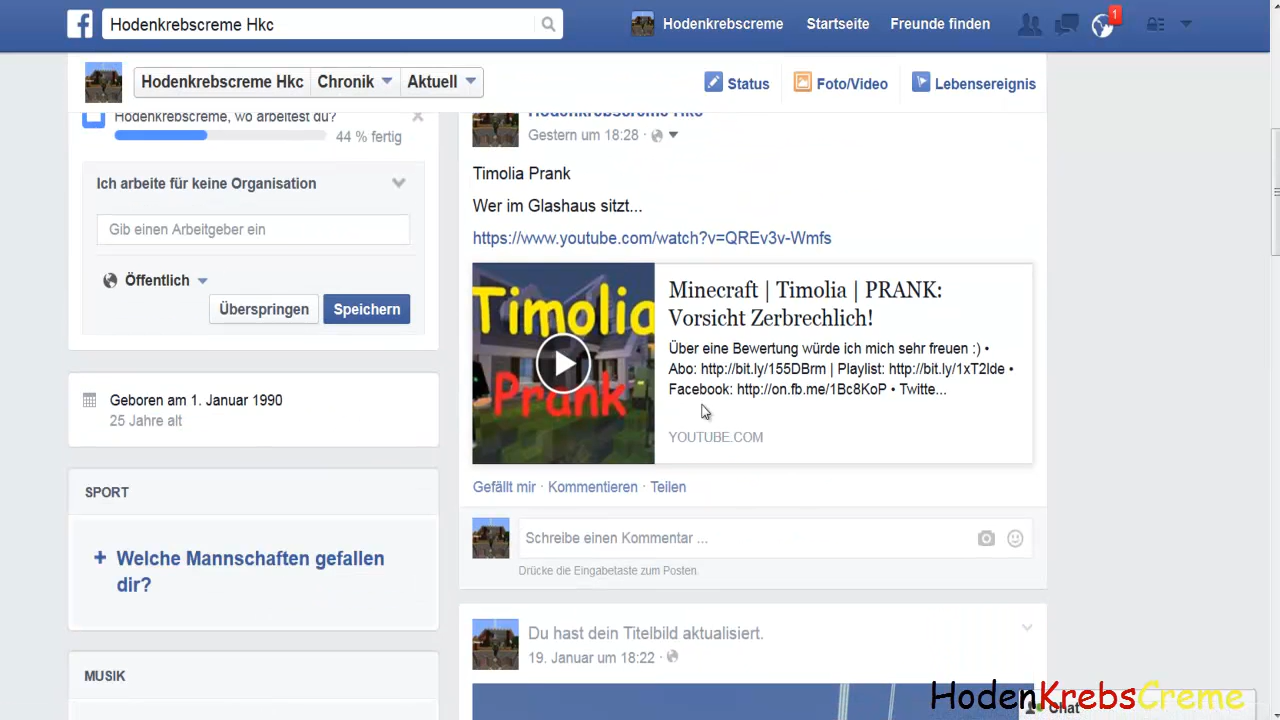 Hodenkrebscreme Hkc
Hodenkrebscreme
Startseite
Freunde finden
1
Hodenkrebscreme Hkc
Chronik
Aktuell
Status
Foto/Video
Lebensereignis
Hodenkrebscreme, wo arbeitest du?
44 % fertig
Ich arbeite für keine Organisation
Gib einen Arbeitgeber ein
Öffentlich
Überspringen
Speichern
Geboren am 1. Januar 1990
25 Jahre alt
SPORT
+ Welche Mannschaften gefallen
dir?
MUSIK
Hodenkrebscreme Hkc
Gestern um 18:28 ·
Timolia Prank
Wer im Glashaus sitzt...
https://www.youtube.com/watch?v=QREv3v-Wmfs
Timolia
Prank
Minecraft | Timolia | PRANK:
Vorsicht Zerbrechlich!
Über eine Bewertung würde ich mich sehr freuen :) •
Abo: http://bit.ly/155DBrm | Playlist: http://bit.ly/1xT2lde •
Facebook: http://on.fb.me/1Bc8KoP • Twitte...
YOUTUBE.COM
Gefällt mir · Kommentieren · Teilen
Schreibe einen Kommentar ...
Drücke die Eingabetaste zum Posten.
Du hast dein Titelbild aktualisiert.
19. Januar um 18:22 ·
Chat
HodenKrebsCreme